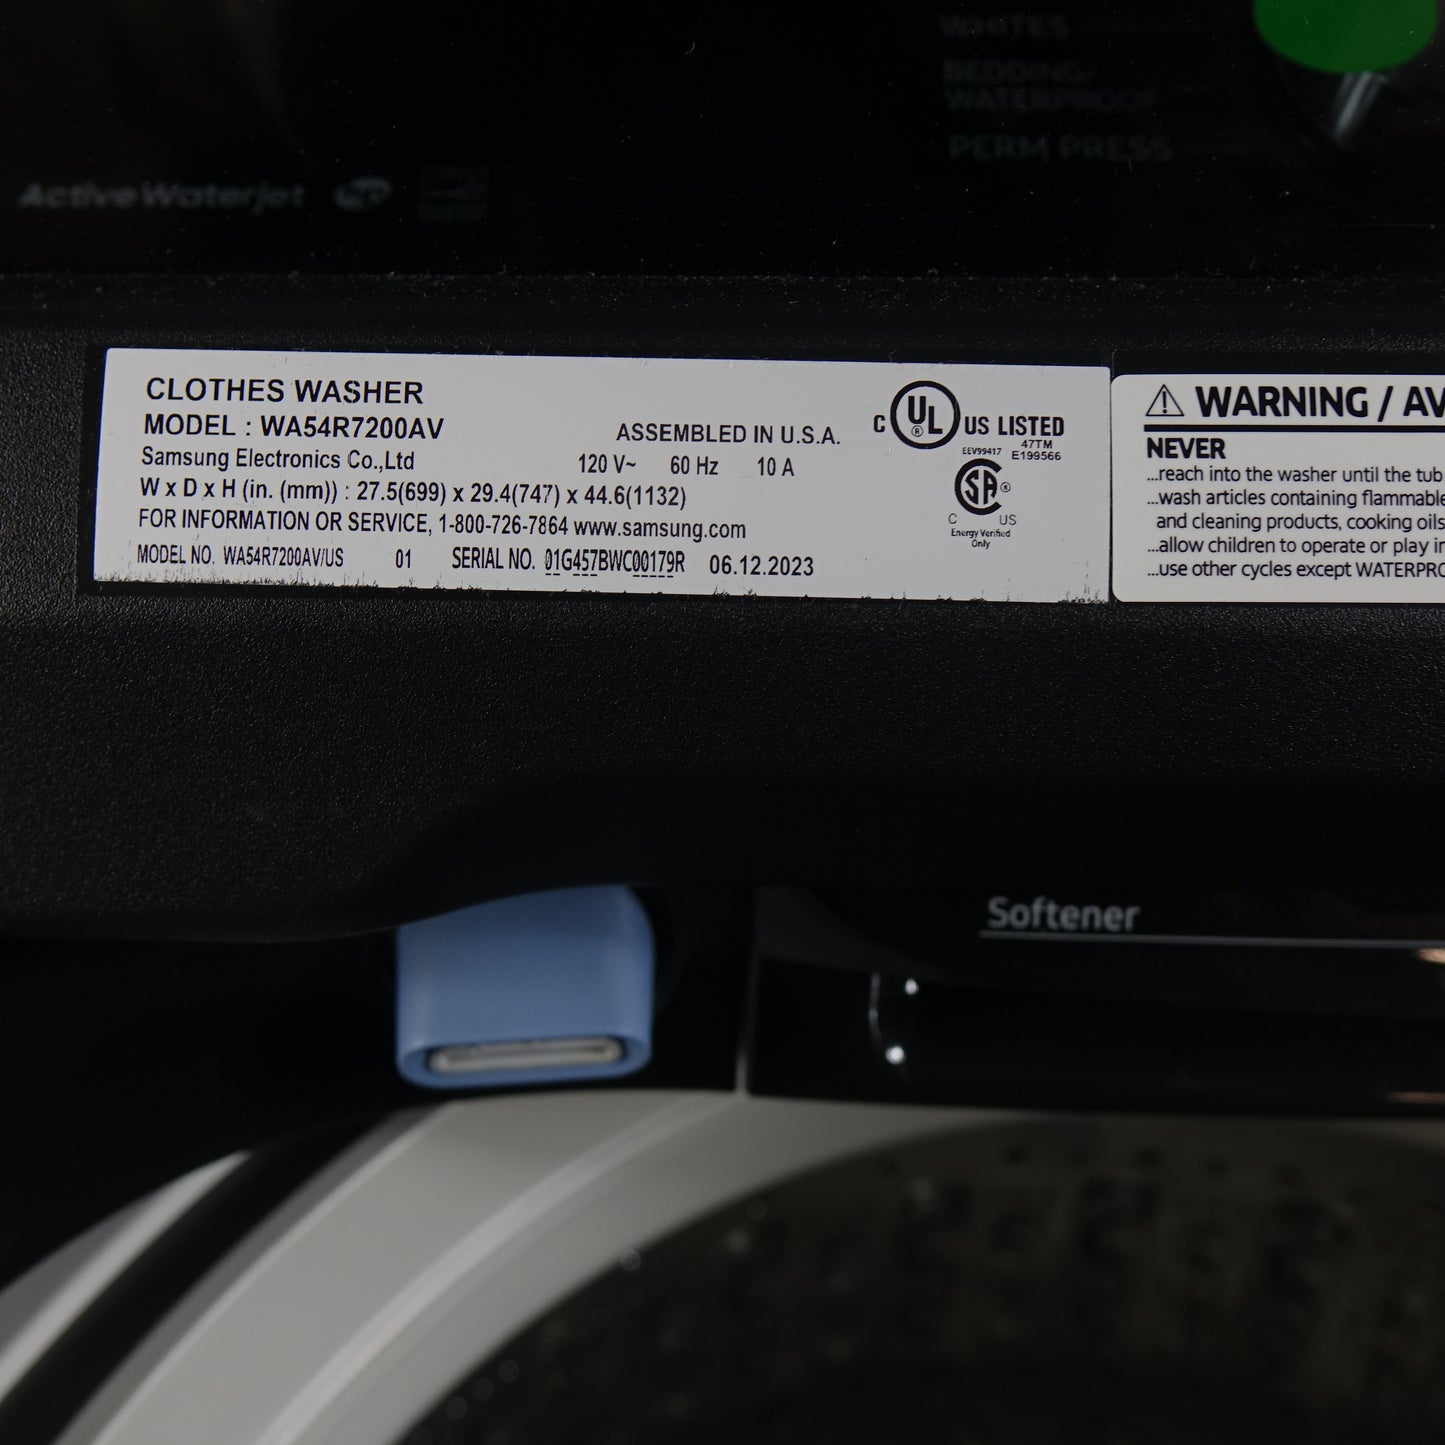 WHITES
BEDDING/
WATERPROOF
PERM PRESS
Active Waterjet
CLOTHES WASHER
MODEL : WA54R7200AV
Samsung Electronics Co.,Ltd
ASSEMBLED IN U.S.A.
120 V~ 60 Hz 10 A
W x D x H (in. (mm)) : 27.5(699) x 29.4(747) x 44.6(1132)
FOR INFORMATION OR SERVICE, 1-800-726-7864 www.samsung.com
MODEL NO. WA54R7200AV/US 01 SERIAL NO. 01G457BWC00179R 06.12.2023
C UL ® US LISTED
47TM
EEV99417 E199566
SA ®
C US
Energy Verified
Only
WARNING / AV
NEVER
...reach into the washer until the tub
...wash articles containing flammable
and cleaning products, cooking oils
...allow children to operate or play in
...use other cycles except WATERPRO
Softener